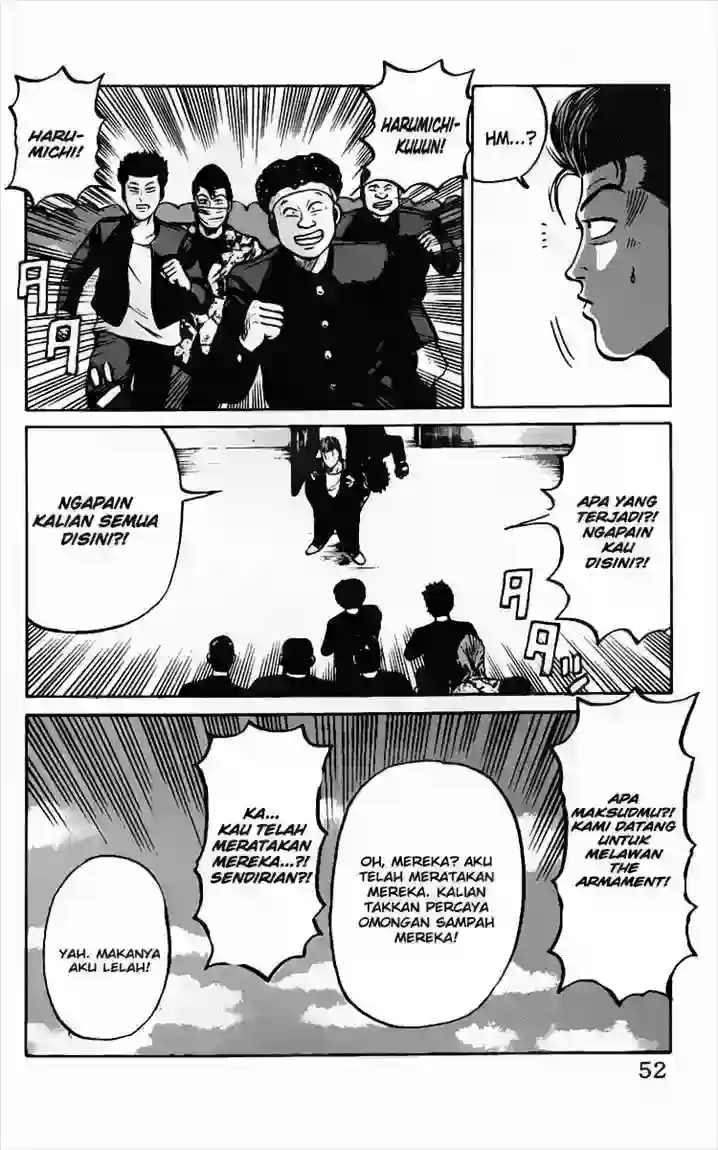 HM...?
HARUMICHI-
KUUUN!
HARU-
MICHI!
APA YANG
TERJADI?!
NGAPAIN
KAU
DISINI?!
NGAPAIN
KALIAN SEMUA
DISINI?!
APA
MAKSUDMU?!
KAMI DATANG
UNTUK
MELAWAN
THE
ARMAMENT!
OH, MEREKA? AKU
TELAH MERATAKAN
MEREKA. KALIAN
TAKKAN PERCAYA
OMONGAN SAMPAH
MEREKA!
KA...
KAU TELAH
MERATAKAN
MEREKA...?!
SENDIRIAN?!
YAH. MAKANYA
AKU LELAH!
52